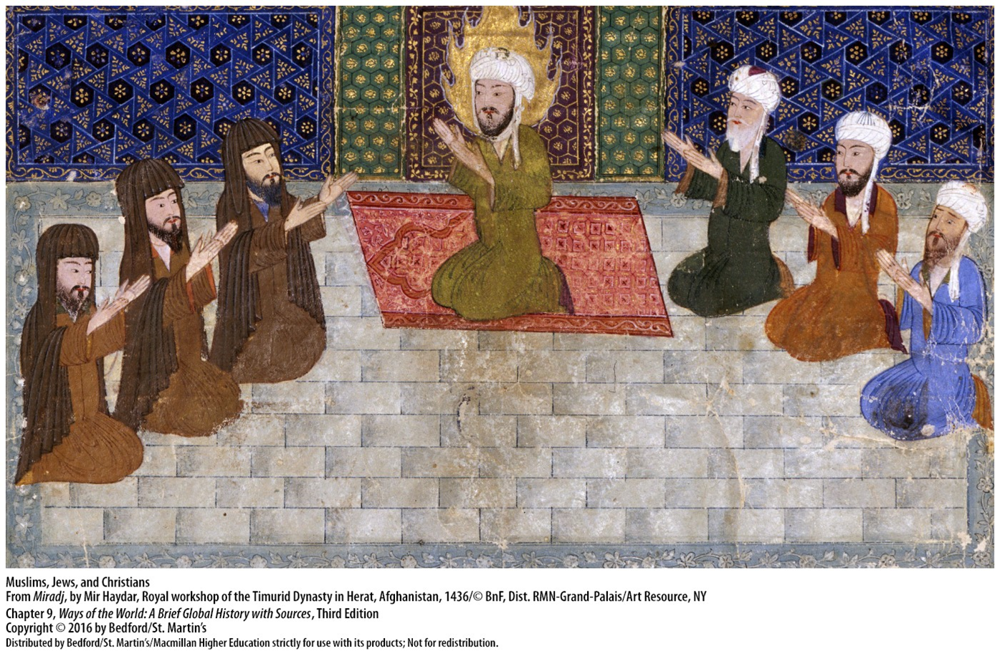 Muslims, Jews, and Christians
From Miradj, by Mir Haydar, Royal workshop of the Timurid Dynasty in Herat, Afghanistan, 1436/© BnF, Dist. RMN-Grand-Palais/Art Resource, NY
Chapter 9, Ways of the World: A Brief Global History with Sources, Third Edition
Copyright © 2016 by Bedford/St. Martin’s
Distributed by Bedford/St. Martin’s/Macmillan Higher Education strictly for use with its products; Not for redistribution.